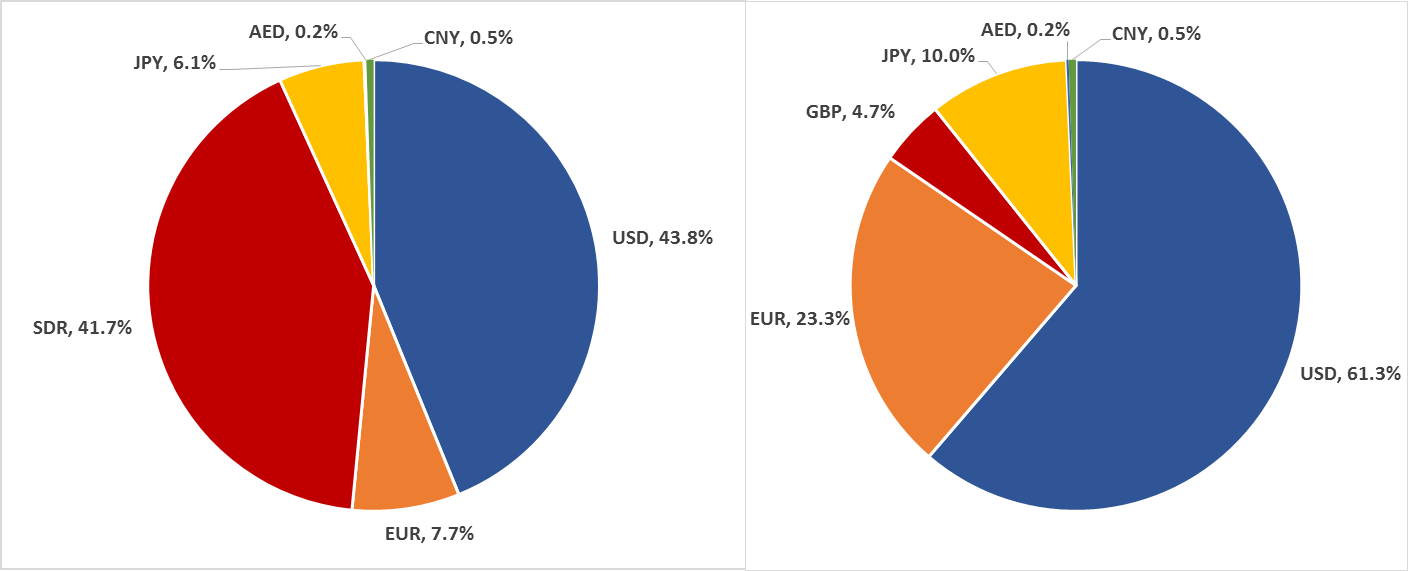 AED, 0.2%
CNY, 0.5%
JPY, 6.1%
USD, 43.8%
SDR, 41.7%
EUR, 7.7%
AED, 0.2%
CNY, 0.5%
JPY, 10.0%
GBP, 4.7%
EUR, 23.3%
USD, 61.3%